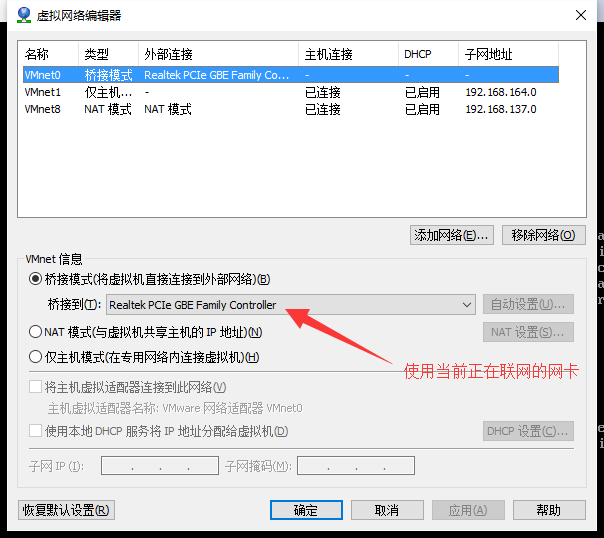 虚拟网络编辑器
名称 类型 外部连接 主机连接 DHCP 子网地址
VMnet0 桥接模式 Realtek PCIe GBE Family Co... - - -
VMnet1 仅主机... - 已连接 已启用 192.168.164.0
VMnet8 NAT 模式 NAT 模式 已连接 已启用 192.168.137.0
添加网络(E)... 移除网络(O)
VMnet 信息
桥接模式(将虚拟机直接连接到外部网络)(B)
桥接到(T): Realtek PCIe GBE Family Controller 自动设置(U)...
NAT 模式(与虚拟机共享主机的 IP 地址)(N) NAT 设置(S)...
仅主机模式(在专用网络内连接虚拟机)(H)
使用当前正在联网的网卡
将主机虚拟适配器连接到此网络(V)
主机虚拟适配器名称: VMware 网络适配器 VMnet0
使用本地 DHCP 服务将 IP 地址分配给虚拟机(D) DHCP 设置(C)...
子网 IP (I): . . . 子网掩码(M): . . .
恢复默认设置(R) 确定 取消 应用(A) 帮助